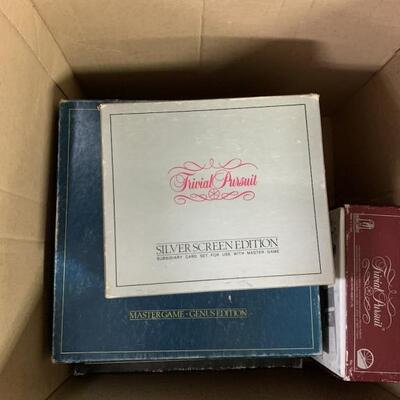 Trivial Pursuit
SILVER SCREEN EDITION
SUBSIDIARY CARD SET FOR USE WITH MASTER GAME
MASTER GAME - GENUS EDITION
Trivial Pursuit